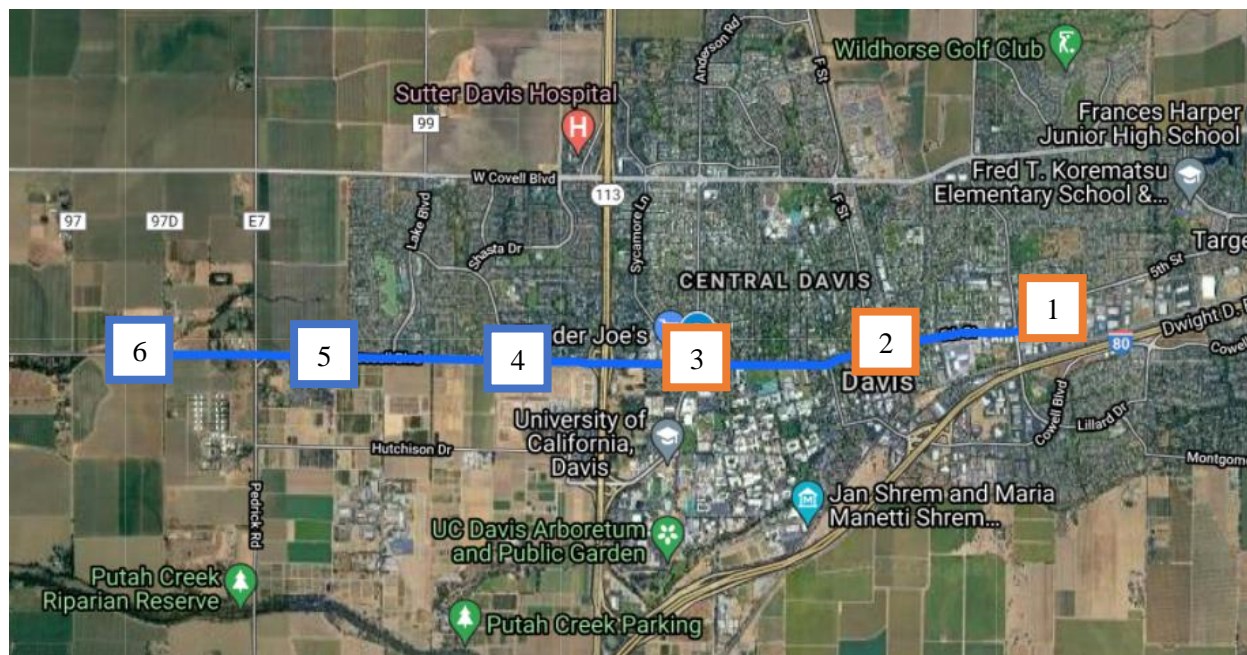 Anderson Rd
F St
Wildhorse Golf Club
Sutter Davis Hospital
H
99
Frances Harper
Junior High School
W Covell Blvd
113
Fred T. Korematsu
Elementary School &...
97
97D
E7
Lake Blvd
Shasta Dr
Sycamore Ln
F St
Targe
CENTRAL DAVIS
5th St
Dwight D.
1
2
der Joe's
3
4
5
6
80
Davis
University of
California,
Davis
Cowell Blvd
Lillard Dr
Hutchison Dr
Montgom
Pedrick Rd
Jan Shrem and Maria
Manetti Shrem...
UC Davis Arboretum
and Public Garden
Putah Creek
Riparian Reserve
Putah Creek Parking